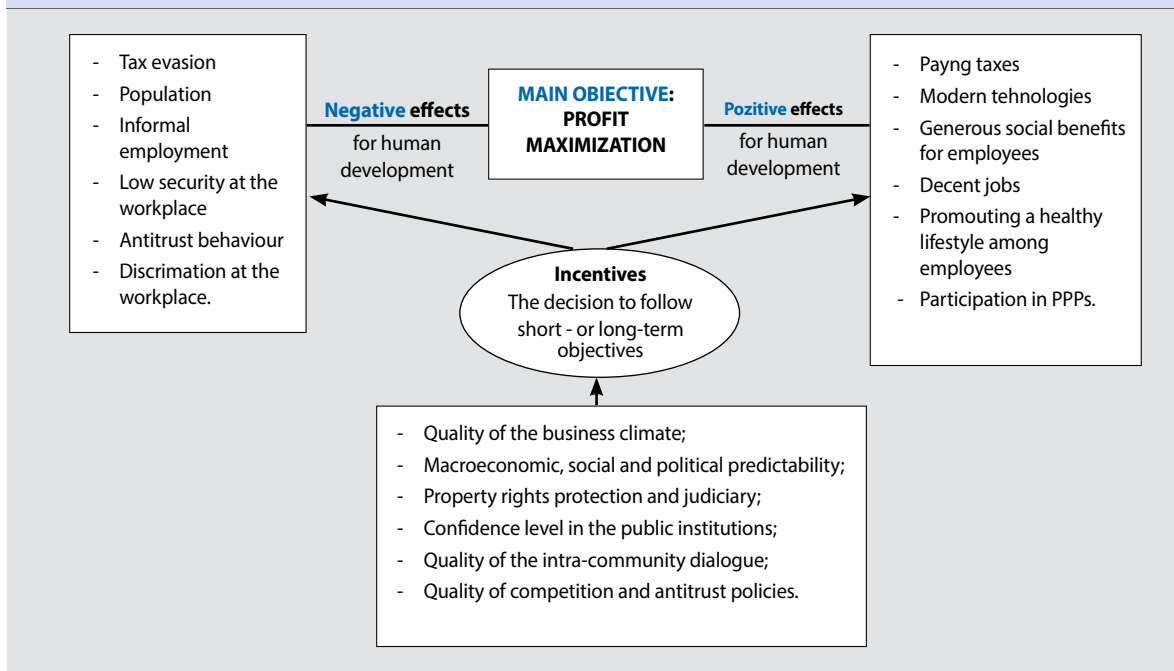 - Tax evasion
- Population
- Informal
employment
- Low security at the
workplace
- Antitrust behaviour
- Discrimation at the
workplace.
Negative effects
for human
development
MAIN OBIECTIVE:
PROFIT
MAXIMIZATION
Pozitive effects
for human
development
- Payng taxes
- Modern tehnologies
- Generous social benefits
for employees
- Decent jobs
- Promouting a healthy
lifestyle among
employees
- Participation in PPPs.
Incentives
The decision to follow
short - or long-term
objectives
- Quality of the business climate;
- Macroeconomic, social and political predictability;
- Property rights protection and judiciary;
- Confidence level in the public institutions;
- Quality of the intra-community dialogue;
- Quality of competition and antitrust policies.